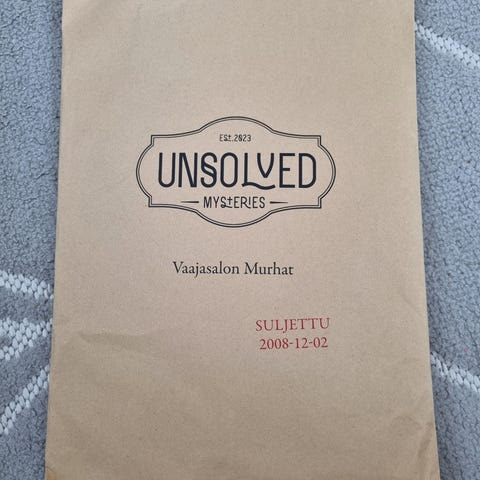 EST.2023
UNSOLVED
MYSTERIES
Vaajasalon Murhat
SULJETTU
2008-12-02